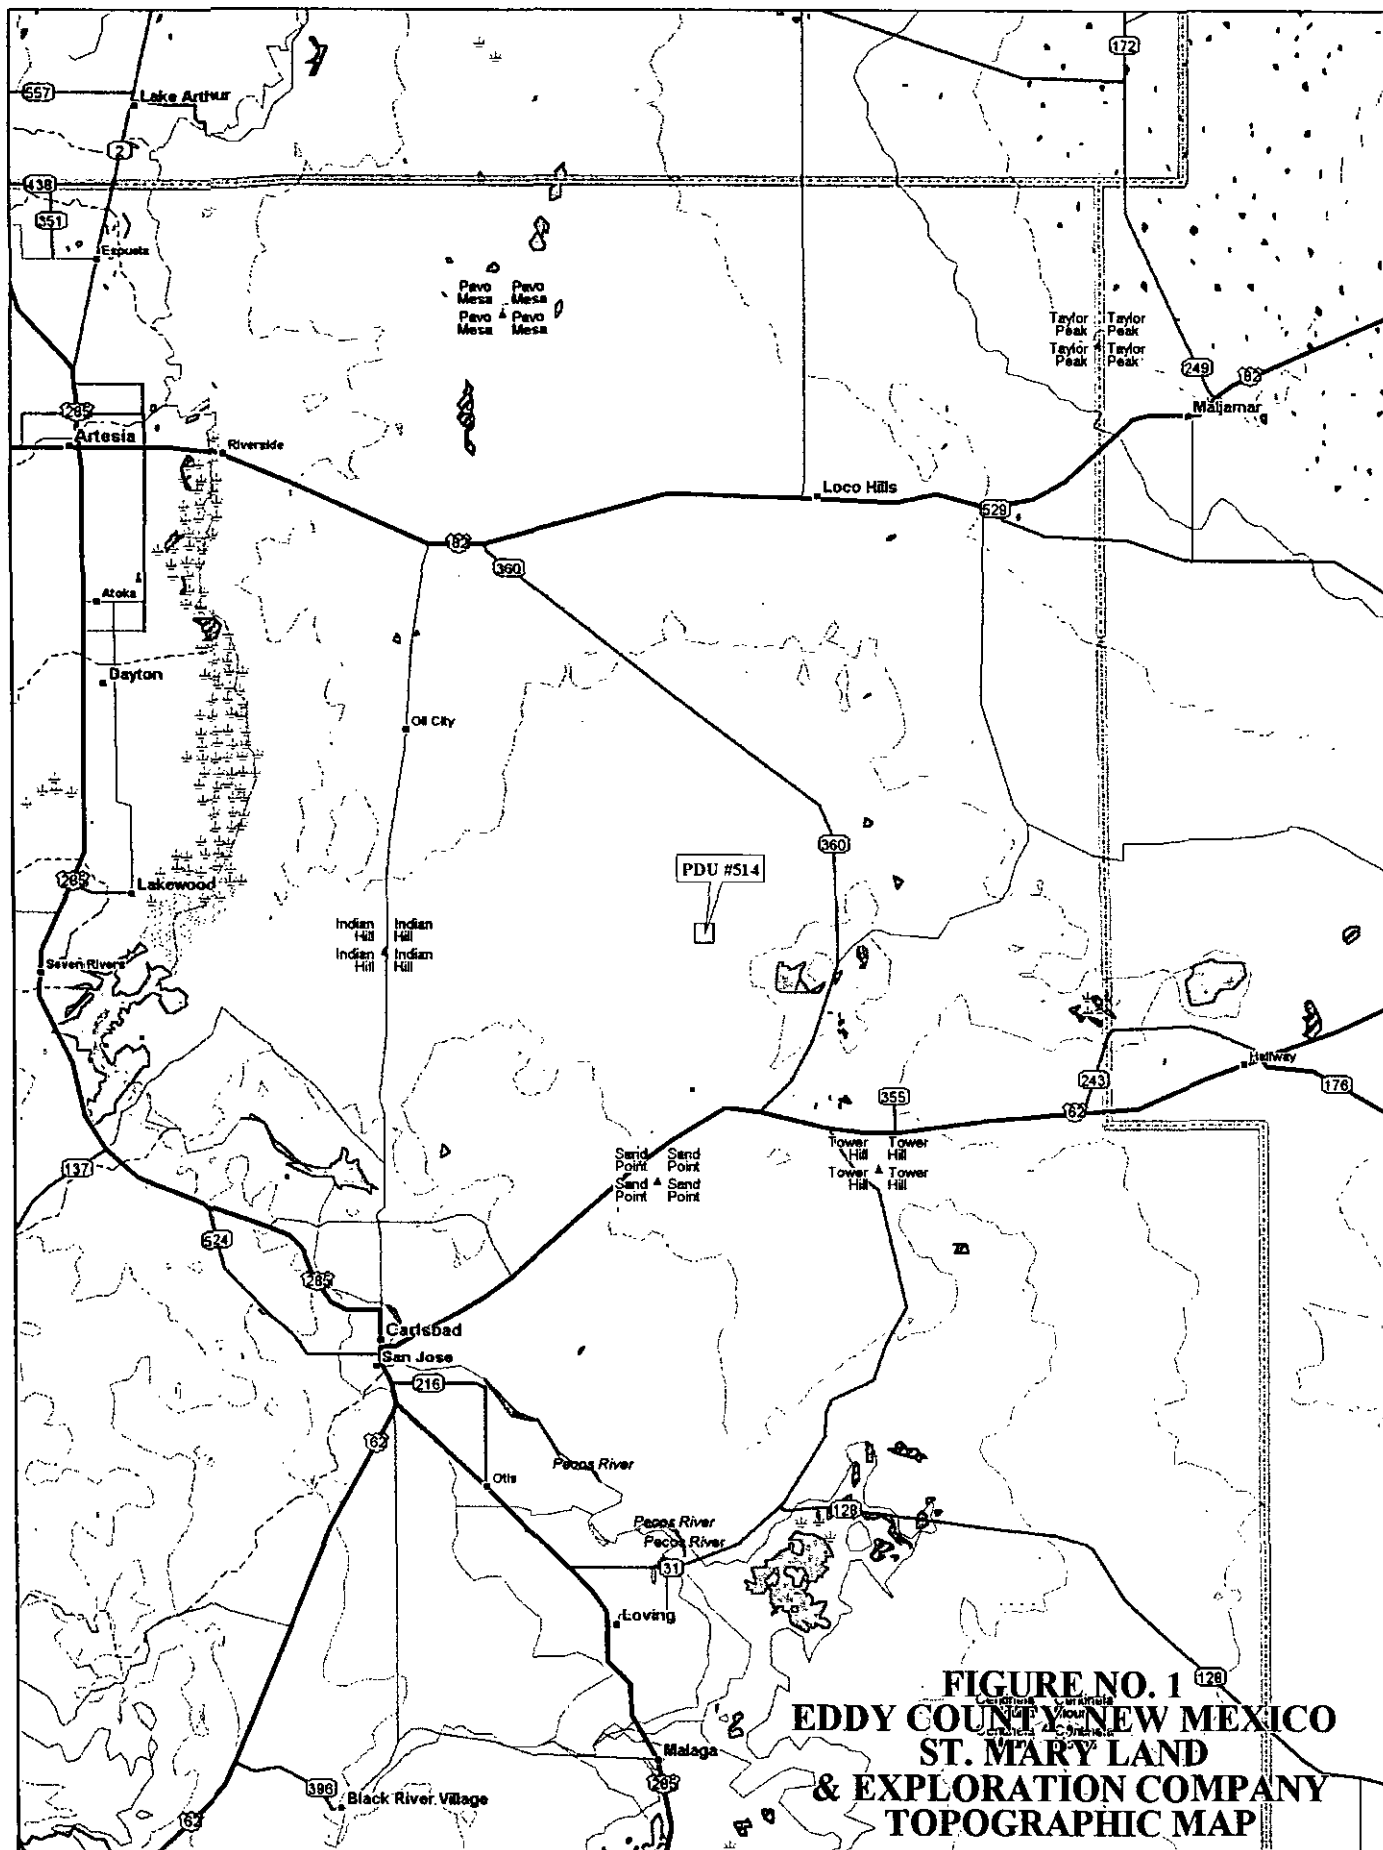 172
557
Lake Arthur
2
438
351
Espuela
Pavo Pavo
Mesa Mesa
Pavo Pavo
Mesa Mesa
Taylor Taylor
Peak Peak
Taylor Taylor
Peak Peak
249
82
Maljamar
285
Artesia
Riverside
Loco Hills
529
82
360
Atoka
Dayton
Oil City
360
PDU #514
285
Lakewood
Indian Indian
Hill Hill
Indian Indian
Hill Hill
Seven Rivers
Halfway
243
176
355
62
Tower Tower
Hill Hill
Tower Tower
Hill Hill
Sand Sand
Point Point
Sand Sand
Point Point
137
524
285
Carlsbad
San Jose
216
62
Pecos River
Otis
128
Pecos River
Pecos River
31
Loving
128
FIGURE NO. 1
EDDY COUNTY NEW MEXICO
ST. MARY LAND
& EXPLORATION COMPANY
TOPOGRAPHIC MAP
Malaga
285
396
Black River Village
62